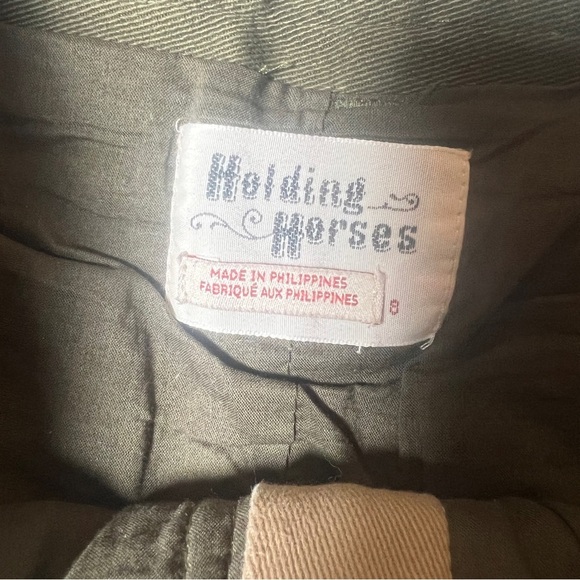 Holding
Horses
MADE IN PHILIPPINES
FABRIQUÉ AUX PHILIPPINES
8